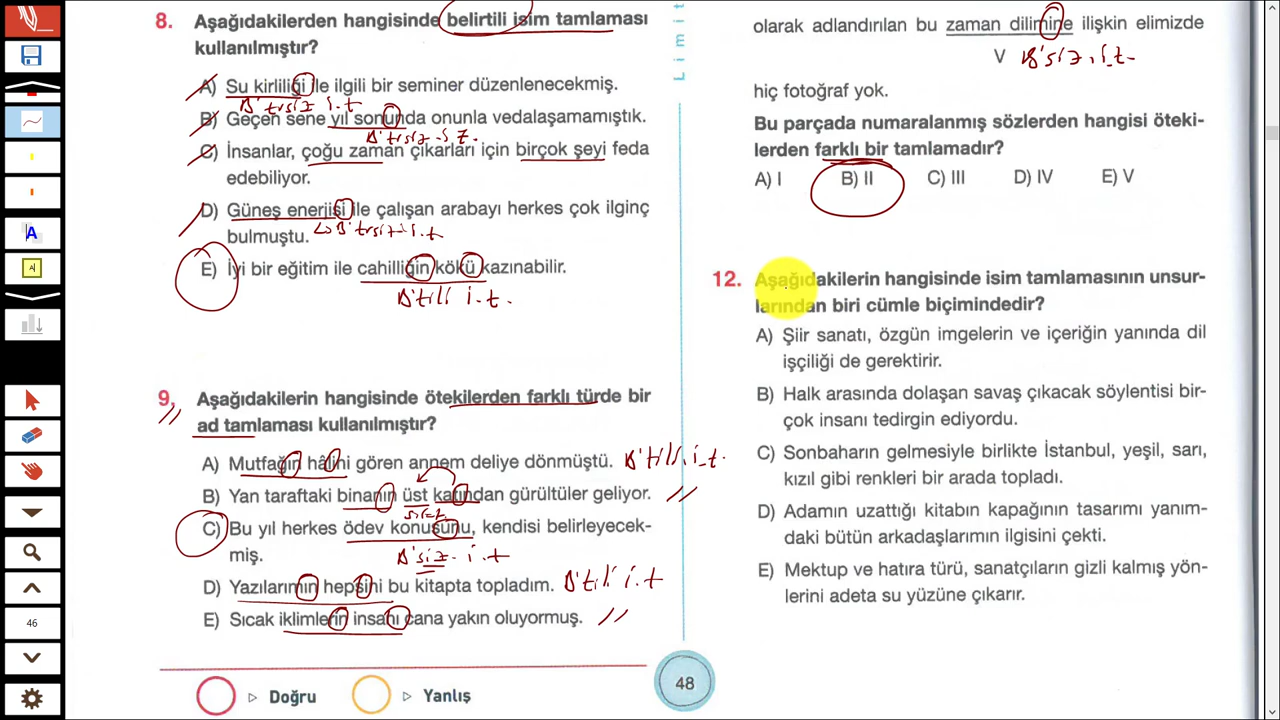 8. Aşağıdakilerden hangisinde belirtili isim tamlaması
kullanılmıştır?
A) Su kirliliği ile ilgili bir seminer düzenlenecekmiş.
B'trsiz i.t
B) Geçen sene yıl sonunda onunla vedalaşamamıştık.
C) İnsanlar, çoğu zaman çıkarları için birçok şeyi feda
edebiliyor.
D) Güneş enerjisi ile çalışan arabayı herkes çok ilginç
bulmuştu.
E) İyi bir eğitim ile cahilliğin kökü kazınabilir.
B'tili i.t.
9. Aşağıdakilerin hangisinde ötekilerden farklı türde bir
ad tamlaması kullanılmıştır?
A) Mutfağın hâlini gören annem deliye dönmüştü. B'tili i.t.
B) Yan taraftaki binanın üst katından gürültüler geliyor. //
C) Bu yıl herkes ödev konusunu, kendisi belirleyecek-
miş. B'siz. i.t
D) Yazılarımın hepsini bu kitapta topladım. B'tili i.t
E) Sıcak iklimlerin insanı cana yakın oluyormuş. //
Doğru
Yanlış
Limit
48
olarak adlandırılan bu zaman dilimine ilişkin elimizde
V B'siz.i.t.
hiç fotoğraf yok.
Bu parçada numaralanmış sözlerden hangisi öteki-
lerden farklı bir tamlamadır?
A) I B) II C) III D) IV E) V
12. Aşağıdakilerin hangisinde isim tamlamasının unsur-
larından biri cümle biçimindedir?
A) Şiir sanatı, özgün imgelerin ve içeriğin yanında dil
işçiliği de gerektirir.
B) Halk arasında dolaşan savaş çıkacak söylentisi bir-
çok insanı tedirgin ediyordu.
C) Sonbaharın gelmesiyle birlikte İstanbul, yeşil, sarı,
kızıl gibi renkleri bir arada topladı.
D) Adamın uzattığı kitabın kapağının tasarımı yanım-
daki bütün arkadaşlarımın ilgisini çekti.
E) Mektup ve hatıra türü, sanatçıların gizli kalmış yön-
lerini adeta su yüzüne çıkarır.
A
A
46